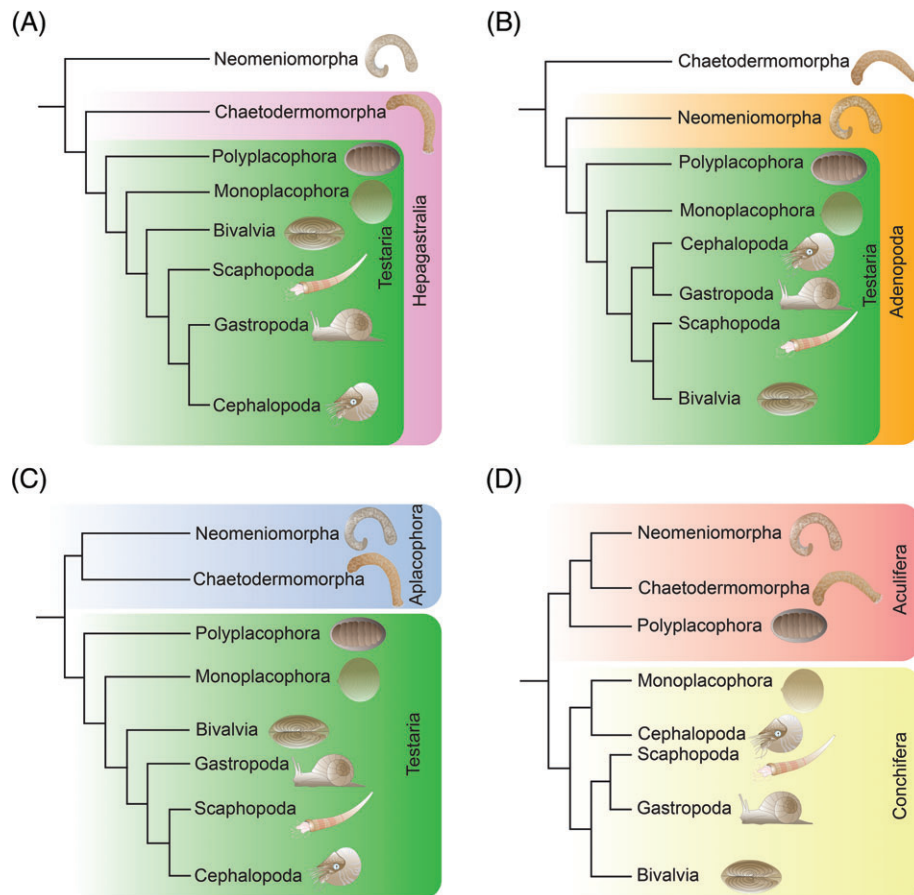 (A)
Neomeniomorpha
Chaetodermomorpha
Polyplacophora
Monoplacophora
Bivalvia
Scaphopoda
Gastropoda
Cephalopoda
Testaria
Hepagastralia
(B)
Chaetodermomorpha
Neomeniomorpha
Polyplacophora
Monoplacophora
Cephalopoda
Gastropoda
Scaphopoda
Bivalvia
Testaria
Adenopoda
(C)
Neomeniomorpha
Chaetodermomorpha
Aplacophora
Polyplacophora
Monoplacophora
Bivalvia
Gastropoda
Scaphopoda
Cephalopoda
Testaria
(D)
Neomeniomorpha
Chaetodermomorpha
Polyplacophora
Aculifera
Monoplacophora
Cephalopoda
Scaphopoda
Gastropoda
Bivalvia
Conchifera